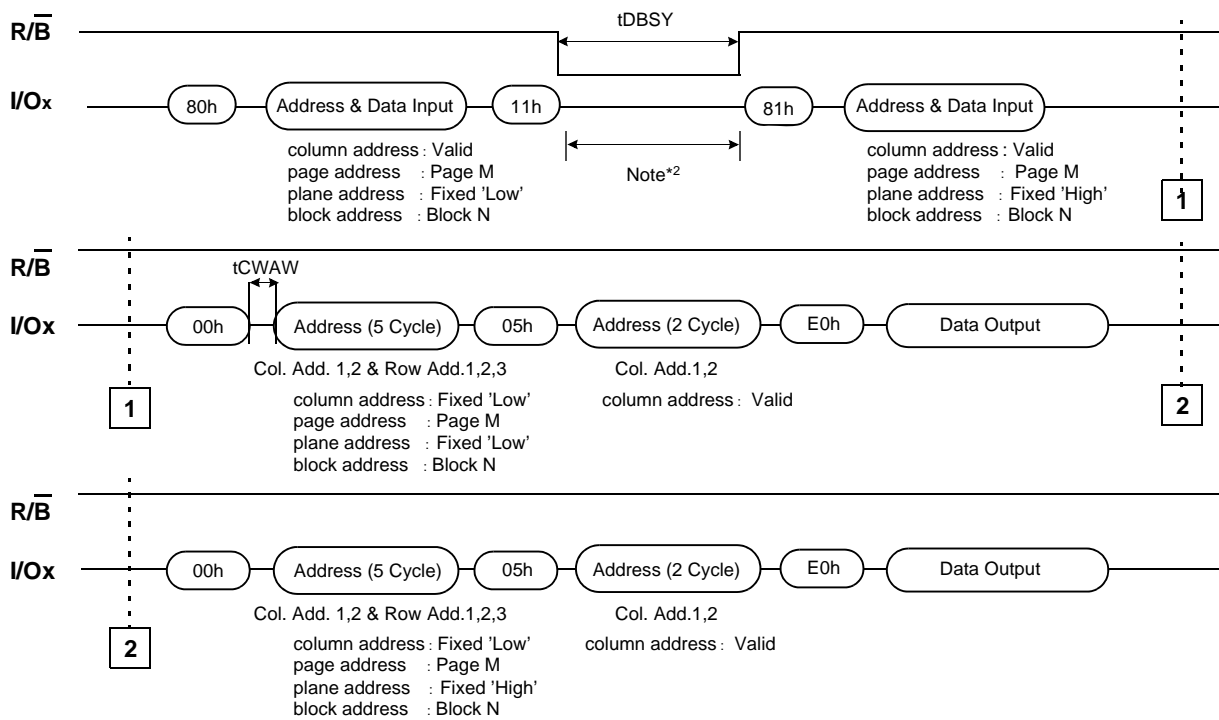 tDBSY
R/B̅
I/Ox 80h Address & Data Input 11h 81h Address & Data Input
column address : Valid column address : Valid
page address : Page M Note*2 page address : Page M
plane address : Fixed 'Low' plane address : Fixed 'High'
block address : Block N block address : Block N
1
R/B̅
tCWAW
I/Ox 00h Address (5 Cycle) 05h Address (2 Cycle) E0h Data Output
Col. Add. 1,2 & Row Add.1,2,3 Col. Add.1,2
column address : Fixed 'Low' column address : Valid
1 page address : Page M 2
plane address : Fixed 'Low'
block address : Block N
R/B̅
I/Ox 00h Address (5 Cycle) 05h Address (2 Cycle) E0h Data Output
Col. Add. 1,2 & Row Add.1,2,3 Col. Add.1,2
column address : Fixed 'Low' column address : Valid
2 page address : Page M
plane address : Fixed 'High'
block address : Block N